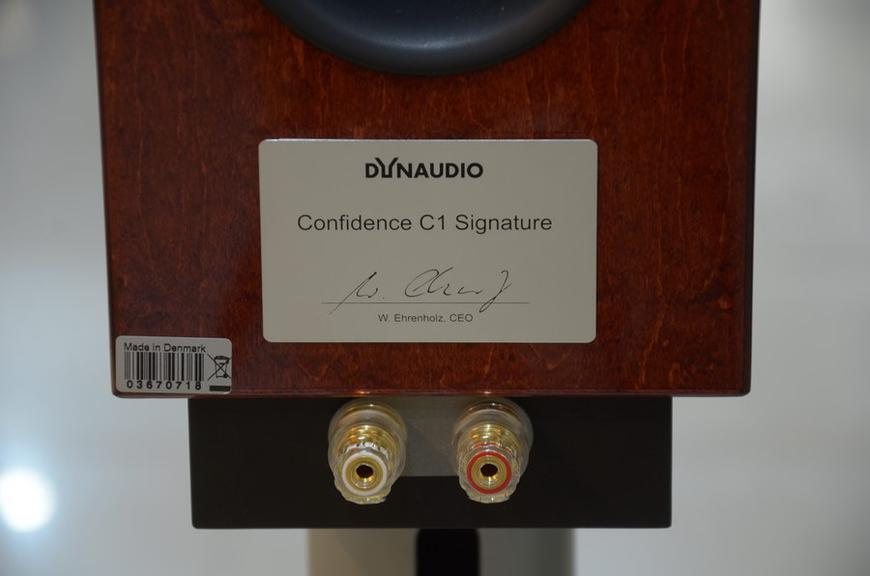 DYNAUDIO
Confidence C1 Signature
W. Ehrenholz, CEO
Made in Denmark
03670718